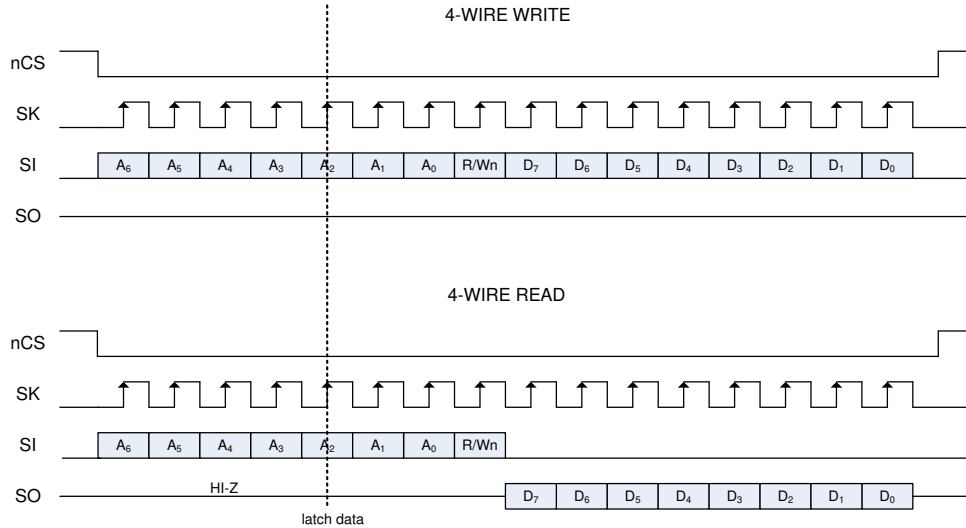 4-WIRE WRITE
nCS
SK
SI A₆ A₅ A₄ A₃ A₂ A₁ A₀ R/Wn D₇ D₆ D₅ D₄ D₃ D₂ D₁ D₀
SO
4-WIRE READ
nCS
SK
SI A₆ A₅ A₄ A₃ A₂ A₁ A₀ R/Wn
SO HI-Z D₇ D₆ D₅ D₄ D₃ D₂ D₁ D₀
latch data